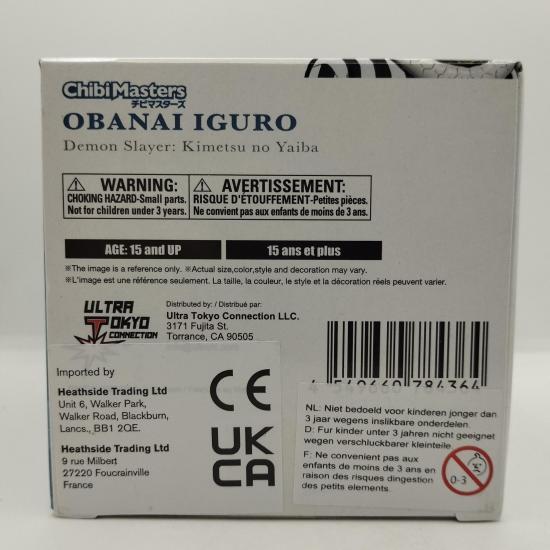 ChibiMasters
チビマスターズ
OBANAI IGURO
Demon Slayer: Kimetsu no Yaiba
WARNING:
CHOKING HAZARD-Small parts.
Not for children under 3 years.
AVERTISSEMENT:
RISQUE D'ÉTOUFFEMENT-Petites pièces.
Ne convient pas aux enfants de moins de 3 ans.
AGE: 15 and UP
15 ans et plus
※The image is a reference only. ※Actual size,color,style and decoration may vary.
※L'image est une référence seulement. La taille, la couleur, le style et la décoration réels peuvent varier.
ULTRA
TOKYO
CONNECTION
Distributed by: / Distribué par:
Ultra Tokyo Connection LLC.
3171 Fujita St.
Torrance, CA 90505
4 549660 784364
Imported by
Heathside Trading Ltd
Unit 6, Walker Park,
Walker Road, Blackburn,
Lancs., BB1 2QE.
Heathside Trading Ltd
9 rue Milbert
27220 Foucrainville
France
CE
UK
CA
NL: Niet bedoeld voor kinderen jonger dan
3 jaar wegens inslikbare onderdelen.
D: Fur kinder unter 3 jahren nicht geeignet
wegen verschluckbarer kleinteile.
F: Ne convienent pas aux
enfants de moins de 3 ans en
raison des risques dingestion
des petits elements.
0-3